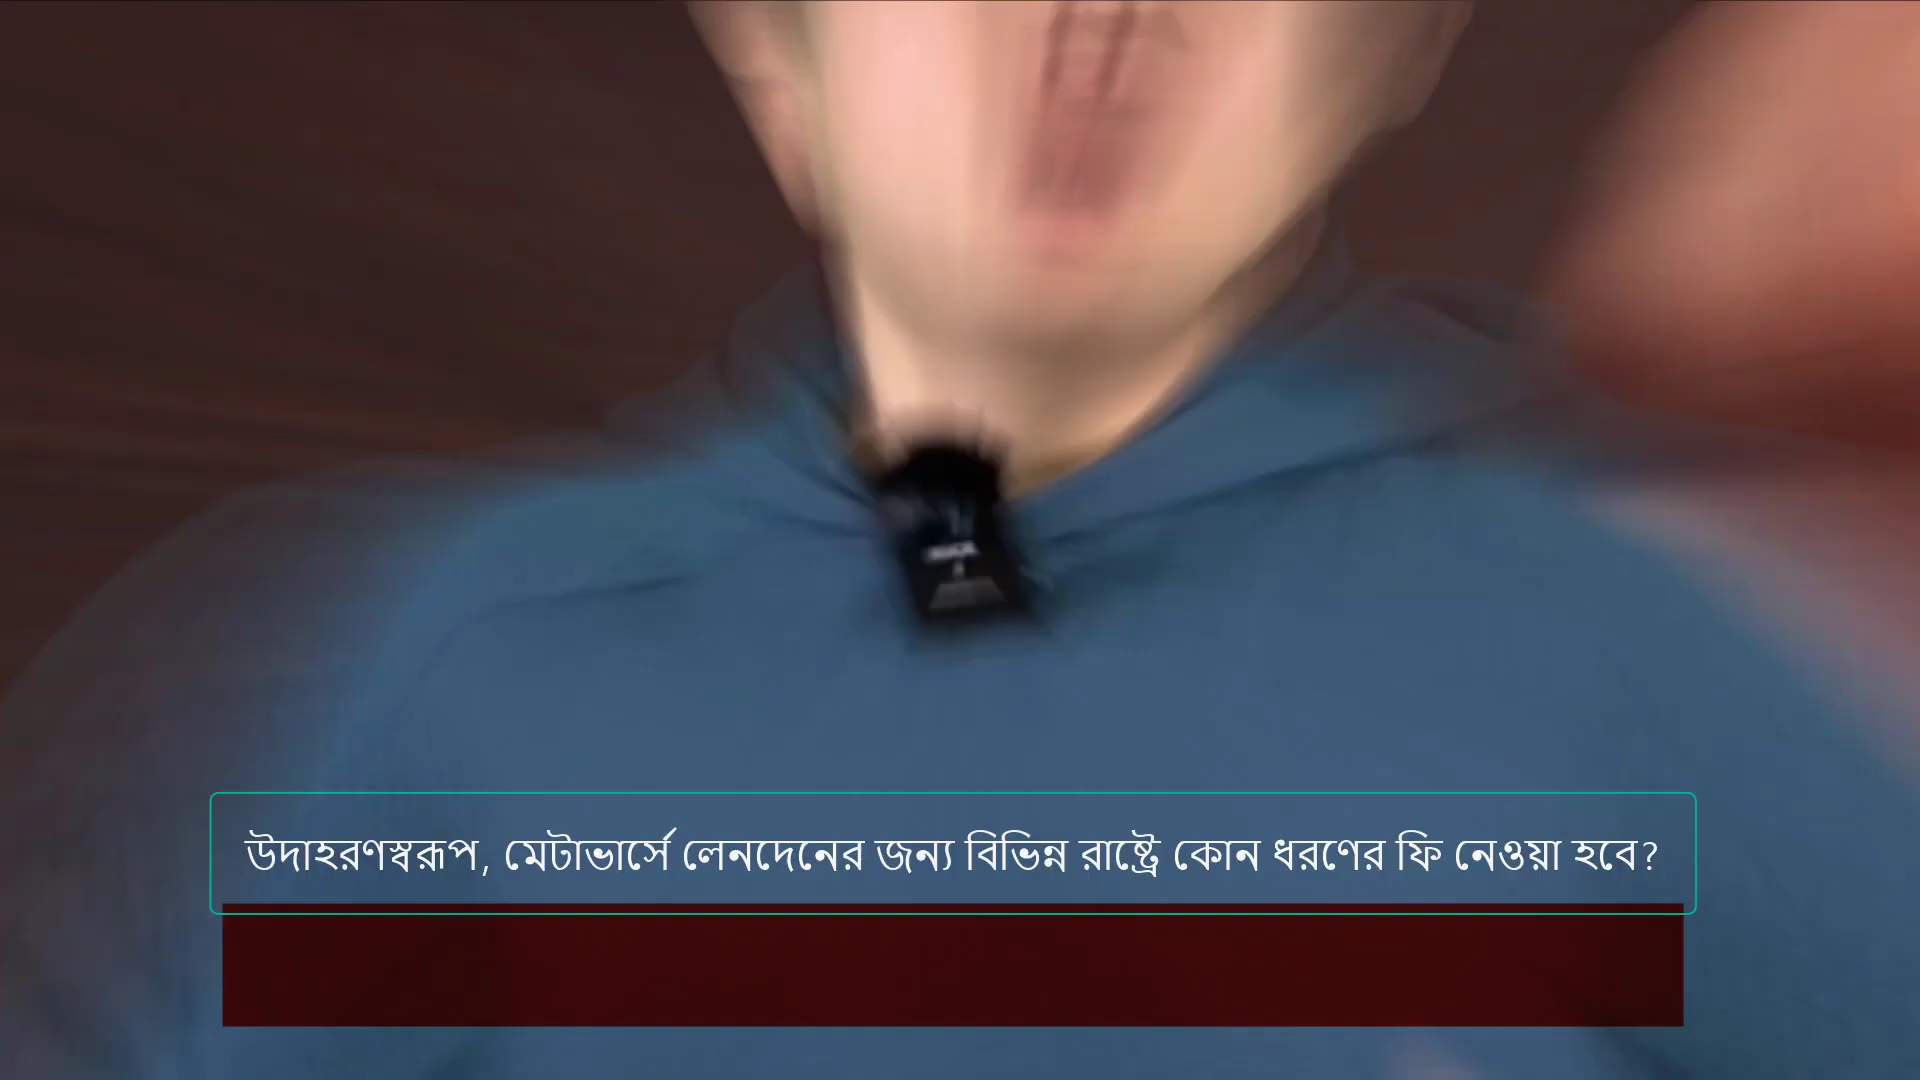 উদাহরণস্বরূপ, মেটাভার্সে লেনদেনের জন্য বিভিন্ন রাষ্ট্রে কোন ধরণের ফি নেওয়া হবে?